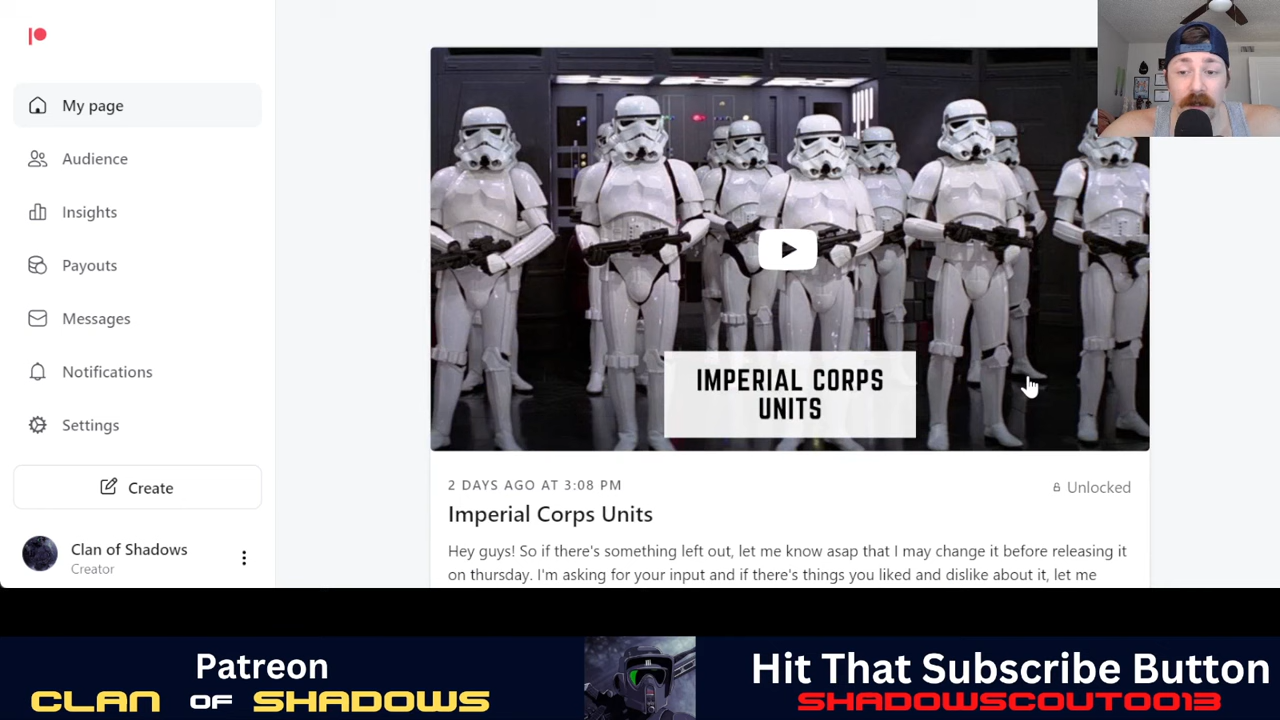 My page
Audience
Insights
Payouts
Messages
Notifications
Settings
Create
Clan of Shadows
Creator
IMPERIAL CORPS
UNITS
2 DAYS AGO AT 3:08 PM
Unlocked
Imperial Corps Units
Hey guys! So if there's something left out, let me know asap that I may change it before releasing it
on thursday. I'm asking for your input and if there's things you liked and dislike about it, let me
Patreon
CLAN OF SHADOWS
Hit That Subscribe Button
SHADOWSCOUT0013